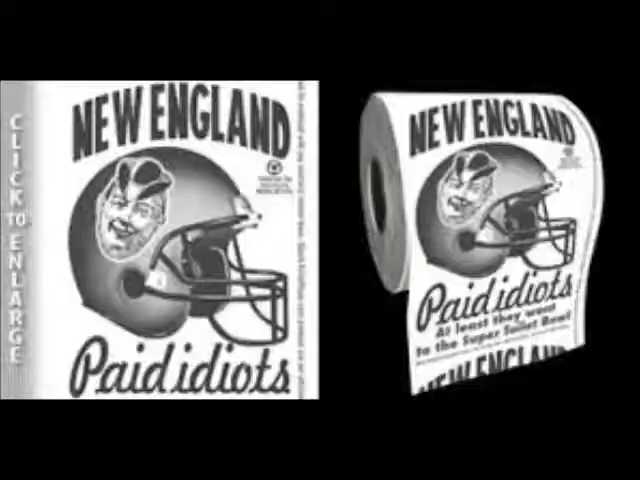 CLICK TO ENLARGE
NEW ENGLAND
Paid idiots
NEW ENGLAND
Paid idiots
At least they went
to the Super Toilet Bowl
NEW ENGLAND